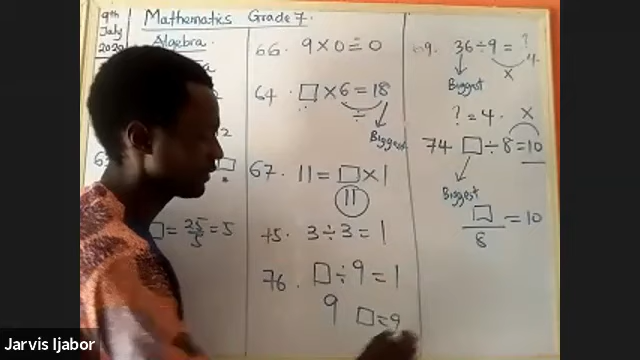 9th
July
2020
Mathematics Grade 7.
Algebra.
2
□ = 25/5 = 5
66. 9 × 0 = 0
64. □ × 6 = 18
÷
Biggest
67. 11 = □ × 1
11
75. 3 ÷ 3 = 1
76. □ ÷ 9 = 1
9 □ = 9
69. 36 ÷ 9 = ?
4
×
Biggest
? = 4.
×
74 □ ÷ 8 = 10
Biggest
□/8 = 10
Jarvis Ijabor